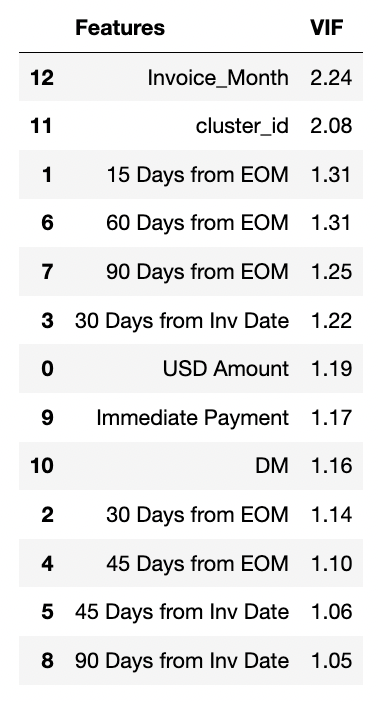 Features VIF
12 Invoice_Month 2.24
11 cluster_id 2.08
1 15 Days from EOM 1.31
6 60 Days from EOM 1.31
7 90 Days from EOM 1.25
3 30 Days from Inv Date 1.22
0 USD Amount 1.19
9 Immediate Payment 1.17
10 DM 1.16
2 30 Days from EOM 1.14
4 45 Days from EOM 1.10
5 45 Days from Inv Date 1.06
8 90 Days from Inv Date 1.05